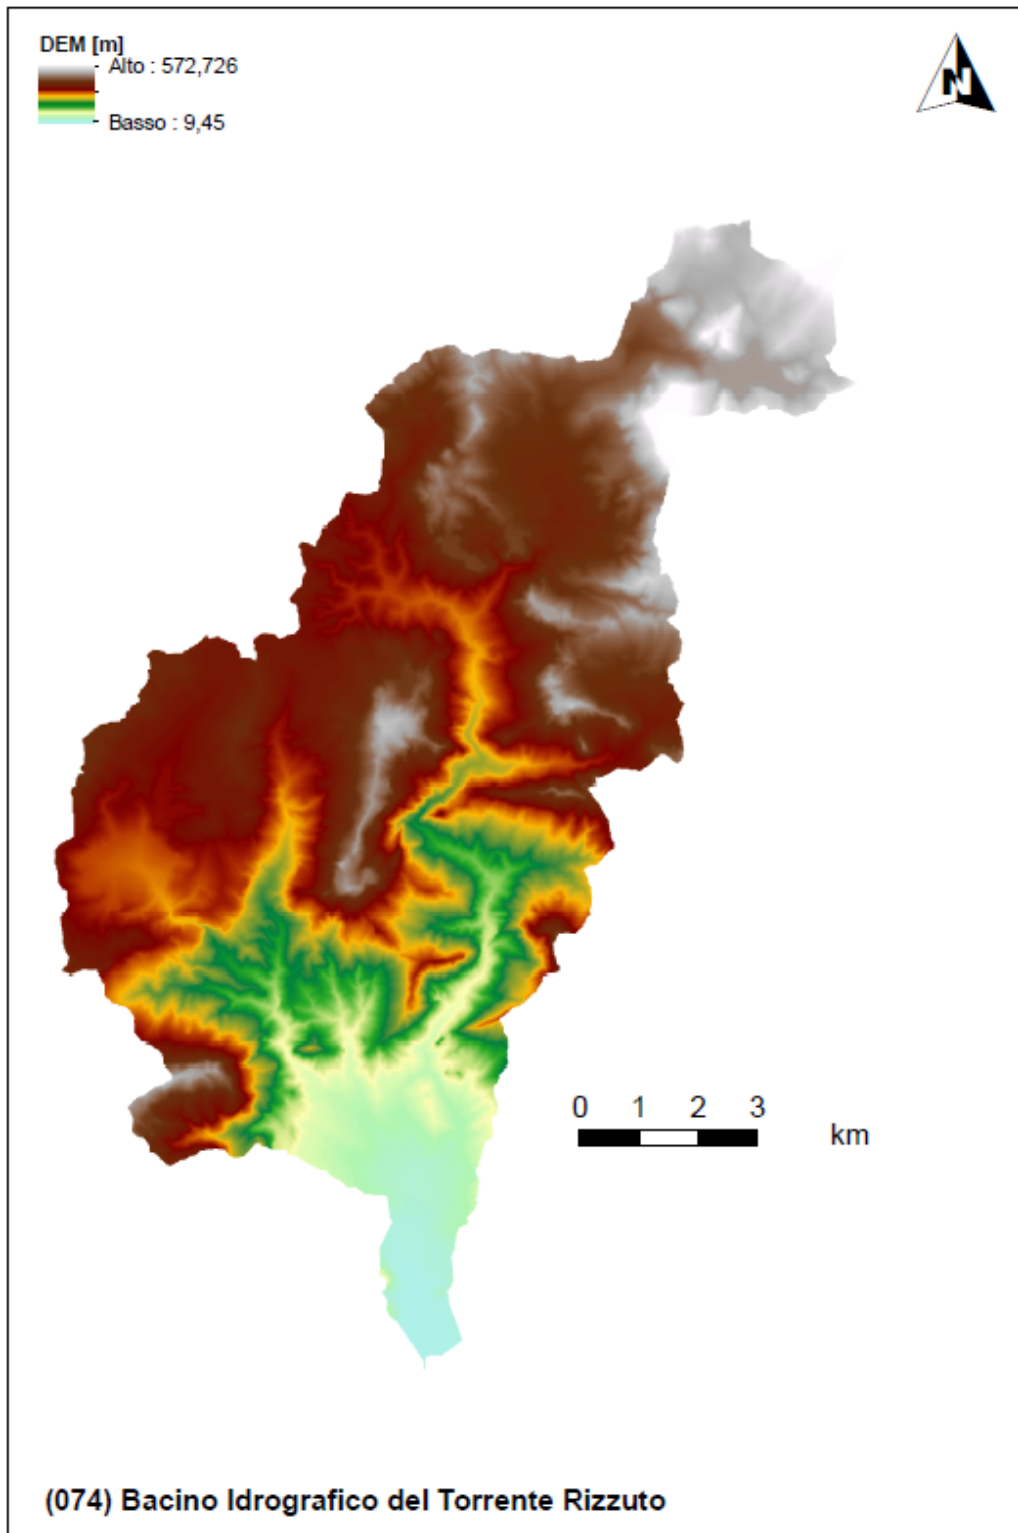 DEM [m]
Alto : 572,726
Basso : 9,45
N
0 1 2 3
km
(074) Bacino Idrografico del Torrente Rizzuto